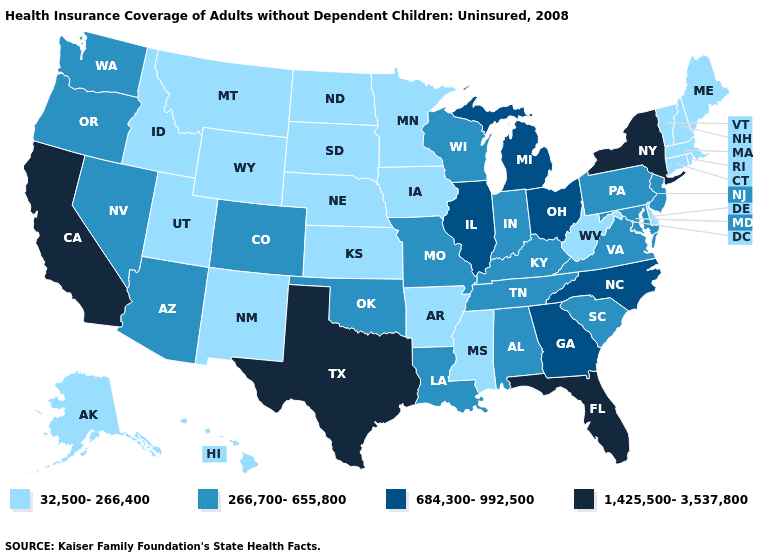 Health Insurance Coverage of Adults without Dependent Children: Uninsured, 2008
WA
OR
CA
NV
ID
MT
WY
UT
AZ
CO
NM
ND
SD
NE
KS
OK
TX
MN
IA
MO
AR
LA
WI
IL
MI
IN
OH
KY
TN
MS
AL
GA
FL
SC
NC
VA
WV
PA
NY
ME
VT
NH
MA
RI
CT
NJ
DE
MD
DC
AK
HI
32,500- 266,400
266,700- 655,800
684,300- 992,500
1,425,500- 3,537,800
SOURCE: Kaiser Family Foundation's State Health Facts.